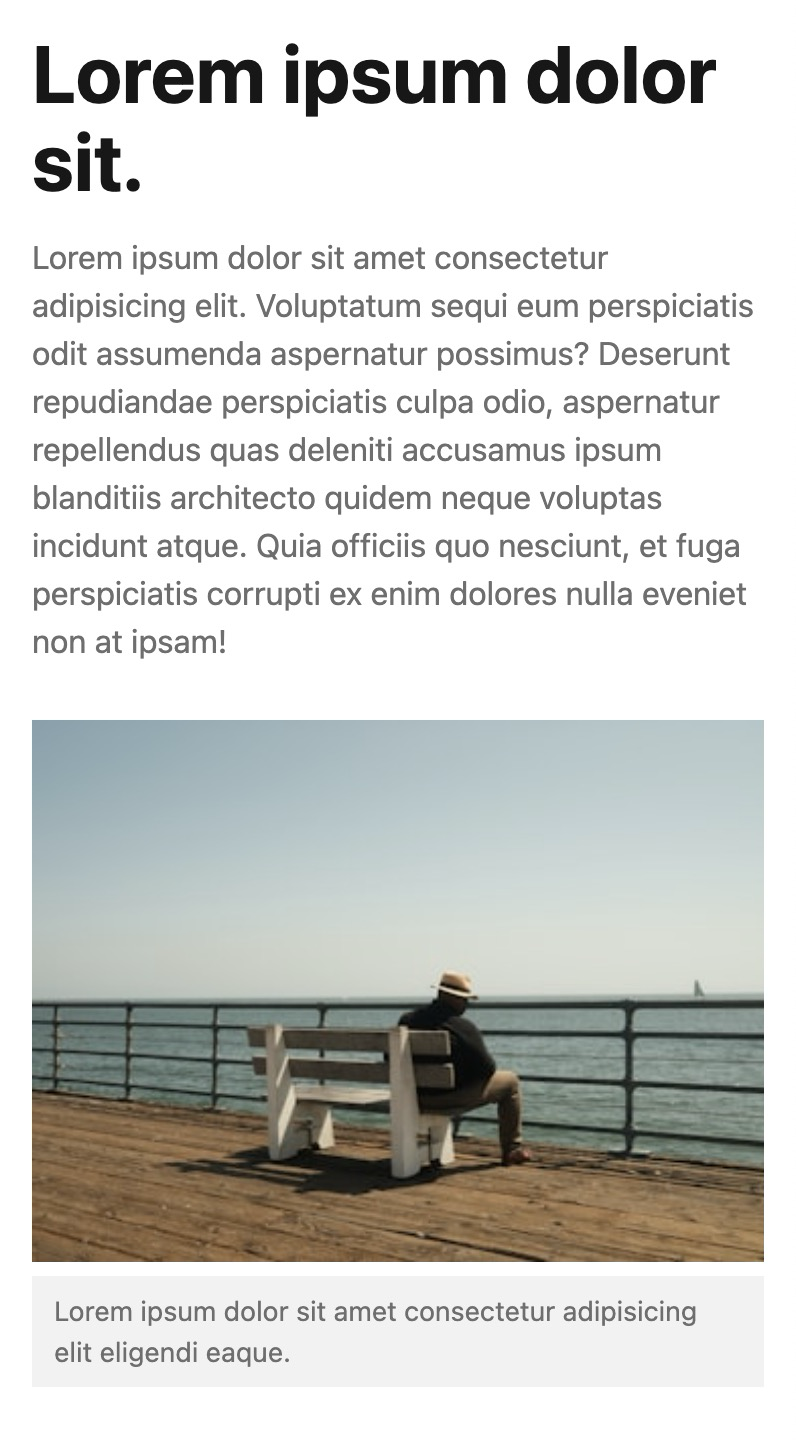 Lorem ipsum dolor
sit.
Lorem ipsum dolor sit amet consectetur
adipisicing elit. Voluptatum sequi eum perspiciatis
odit assumenda aspernatur possimus? Deserunt
repudiandae perspiciatis culpa odio, aspernatur
repellendus quas deleniti accusamus ipsum
blanditiis architecto quidem neque voluptas
incidunt atque. Quia officiis quo nesciunt, et fuga
perspiciatis corrupti ex enim dolores nulla eveniet
non at ipsam!
Lorem ipsum dolor sit amet consectetur adipisicing
elit eligendi eaque.